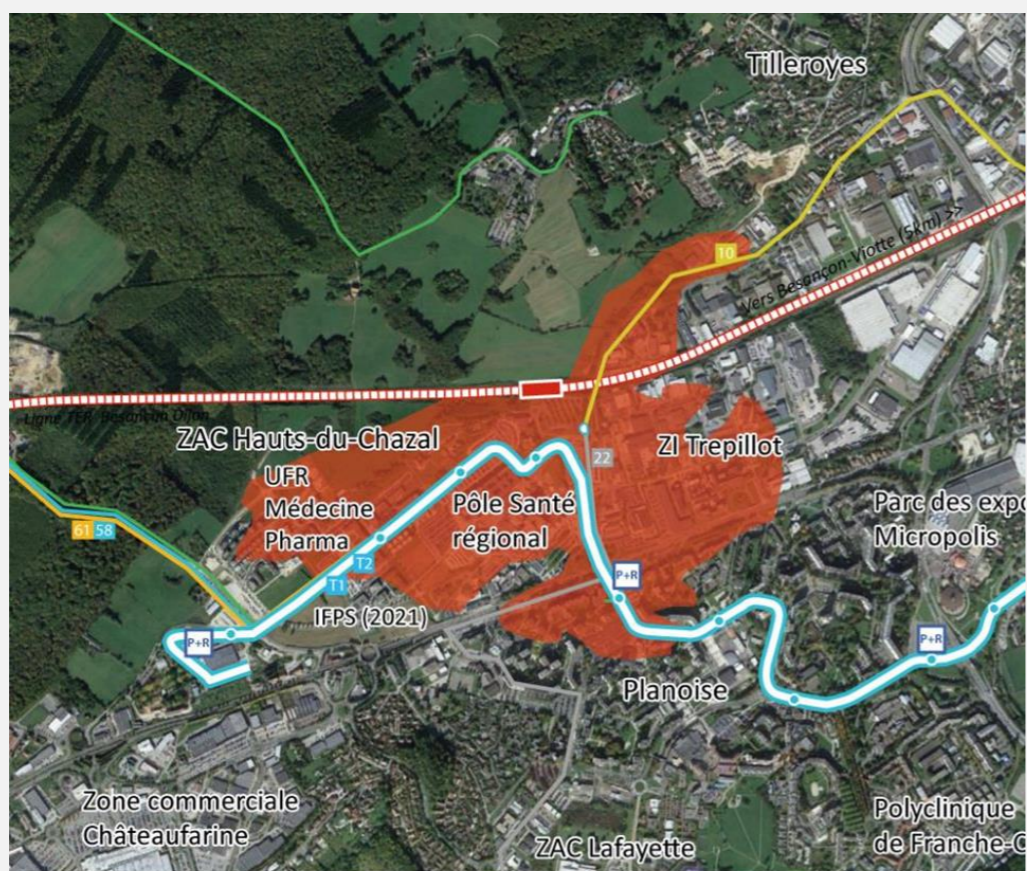 Tilleroyes
10
Vers Besançon-Viotte (5km) >>
Ligne TER Besançon Dijon
ZAC Hauts-du-Chazal
ZI Trepillot
22
UFR
Médecine
Pharma
Pôle Santé
régional
Parc des expo
Micropolis
61 58
T2
T1
P+R
IFPS (2021)
P+R
P+R
Planoise
Zone commerciale
Châteaufarine
ZAC Lafayette
Polyclinique
de Franche-C